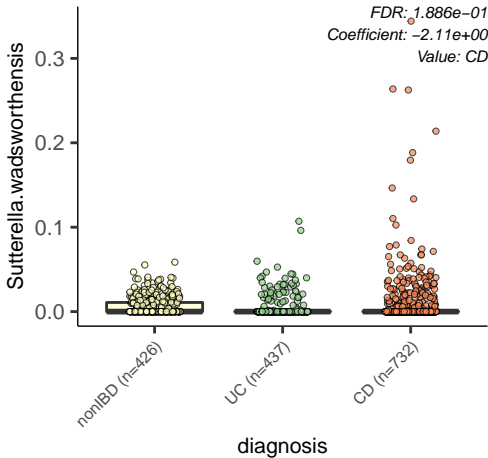 FDR: 1.886e−01
Coefficient: −2.11e+00
Value: CD
Sutterella.wadsworthensis
0.3
0.2
0.1
0.0
nonIBD (n=426)
UC (n=437)
CD (n=732)
diagnosis